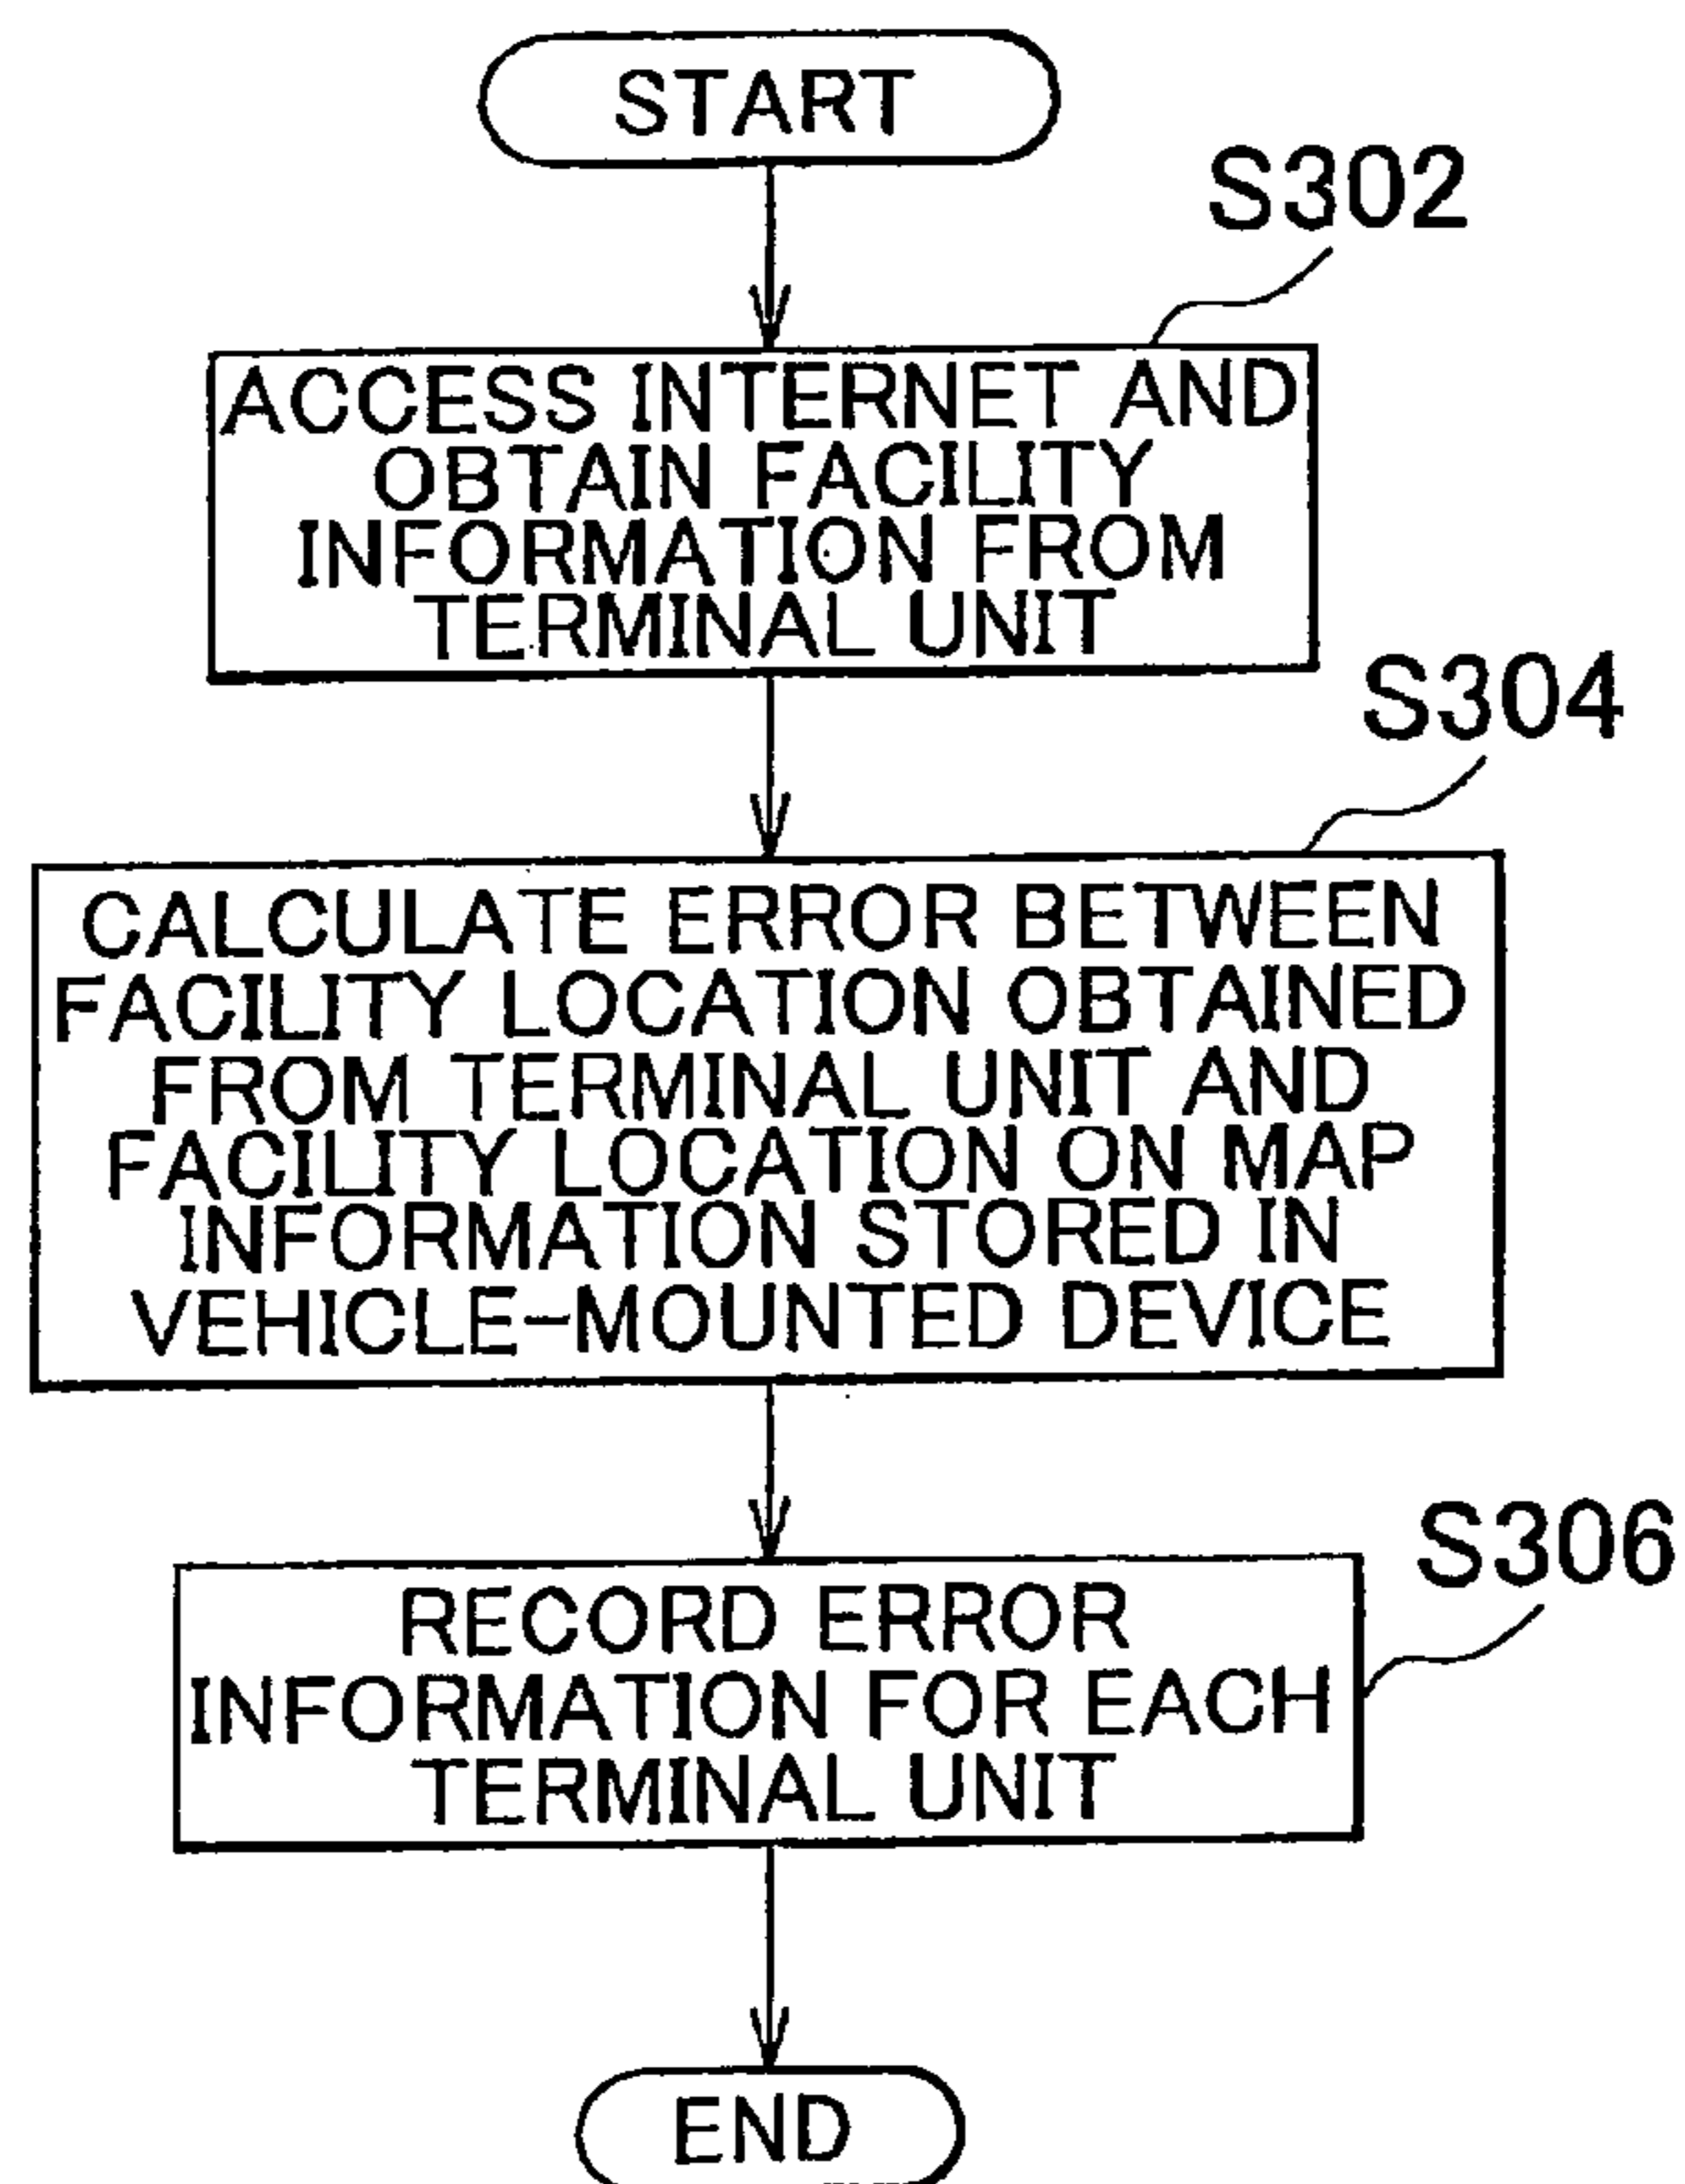 START
S302
ACCESS INTERNET AND
OBTAIN FACILITY
INFORMATION FROM
TERMINAL UNIT
S304
CALCULATE ERROR BETWEEN
FACILITY LOCATION OBTAINED
FROM TERMINAL UNIT AND
FACILITY LOCATION ON MAP
INFORMATION STORED IN
VEHICLE-MOUNTED DEVICE
S306
RECORD ERROR
INFORMATION FOR EACH
TERMINAL UNIT
END